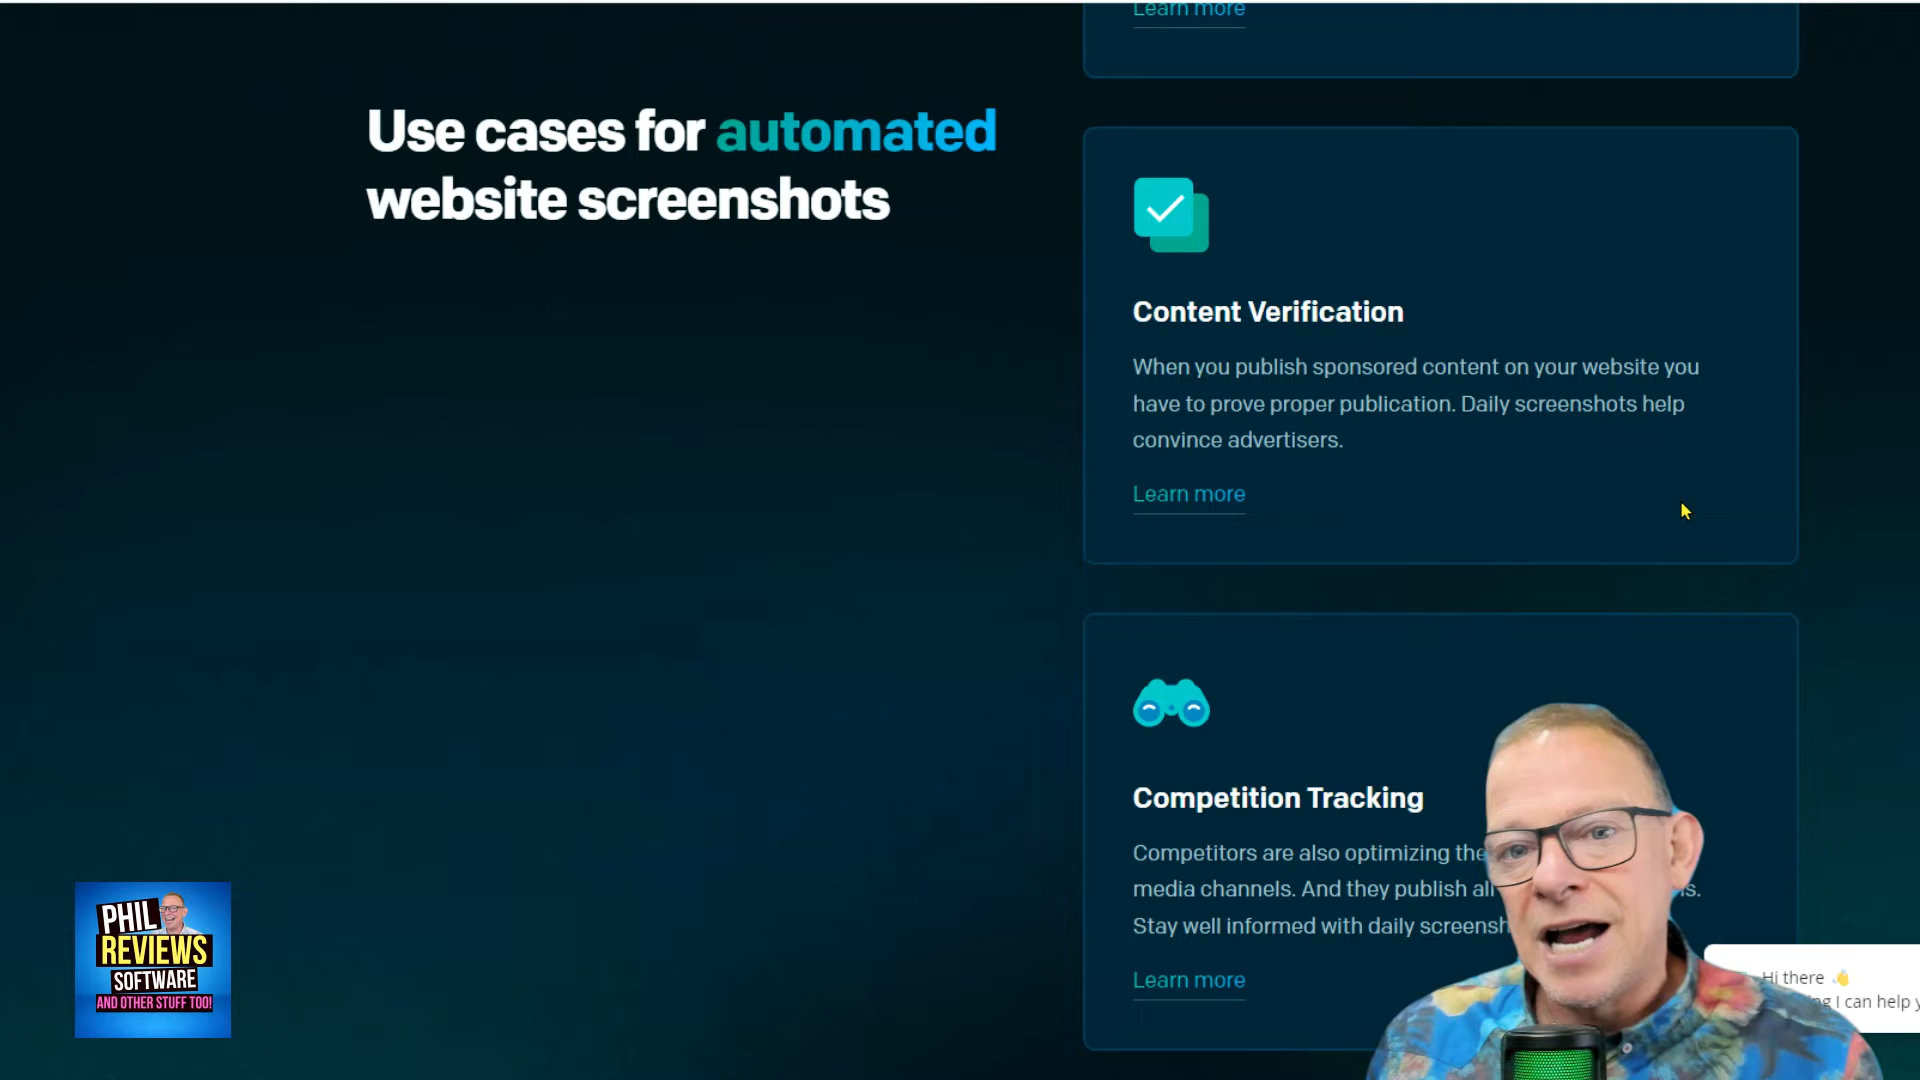 Learn more
Use cases for automated
website screenshots
Content Verification
When you publish sponsored content on your website you
have to prove proper publication. Daily screenshots help
convince advertisers.
Learn more
Competition Tracking
Competitors are also optimizing
media channels. And they publish
Stay well informed with daily
Learn more
PHIL
REVIEWS
SOFTWARE
AND OTHER STUFF TOO!
Hi there 👋
I can help